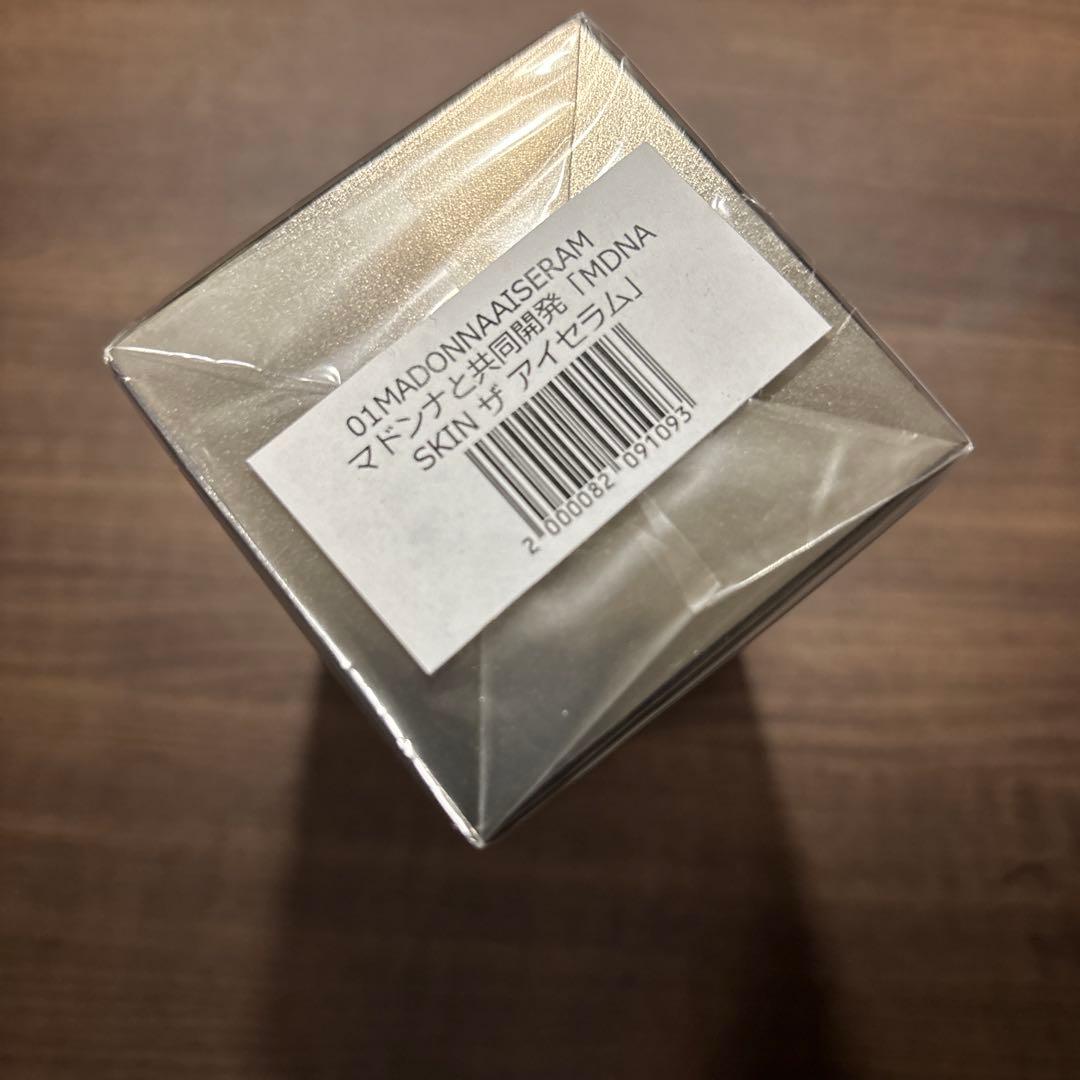 01MADONNAAISERAM
マドンナと共同開発「MDNA
SKIN ザ アイセラム」
2 000082 091093